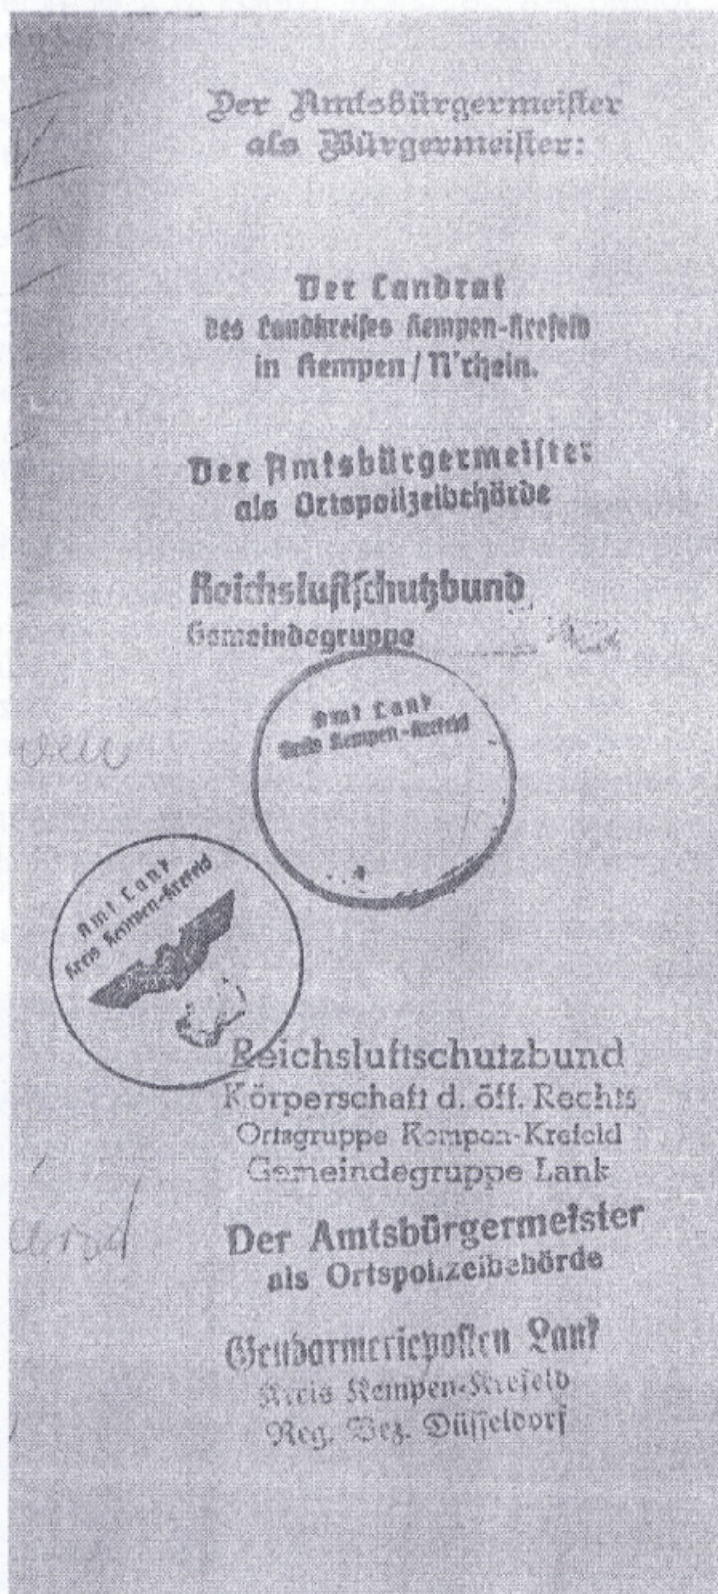 Der Amtsbürgermeister
als Bürgermeister:
Der Landrat
des Landkreises Kempen-Krefeld
in Kempen / N'rhein.
Der Amtsbürgermeister
als Ortspolizeibehörde
Reichsluftschutzbund
Gemeindegruppe
Amt Lank
Kreis Kempen-Krefeld
Amt Lank
Kreis Kempen-Krefeld
Reichsluftschutzbund
Körperschaft d. öff. Rechts
Ortsgruppe Kempen-Krefeld
Gemeindegruppe Lank
Der Amtsbürgermeister
als Ortspolizeibehörde
Gendarmerieposten Lank
Kreis Kempen-Krefeld
Reg. Bez. Düsseldorf